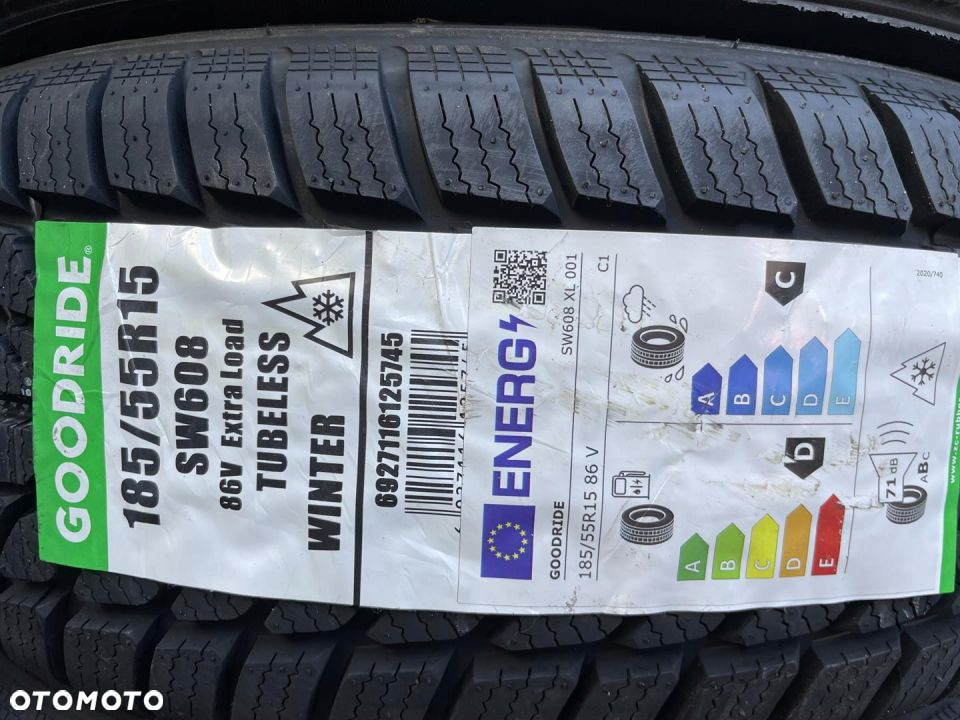 GOODRIDE®
185/55R15
SW608
86V Extra Load
TUBELESS
WINTER
6927116125745
ENERG
GOODRIDE
SW608 XL 001
185/55R15 86 V
C1
A
B
C
D
E
D
A
B
C
D
E
C
71 dB
ABC
2020/740
OTOMOTO